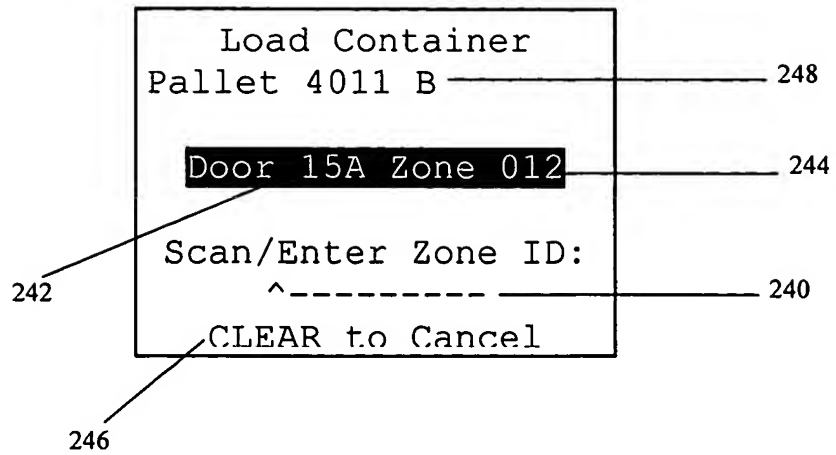 Load Container
Pallet 4011 B
248
Door 15A Zone 012
244
Scan/Enter Zone ID:
242
^_________
240
CLEAR to Cancel
246